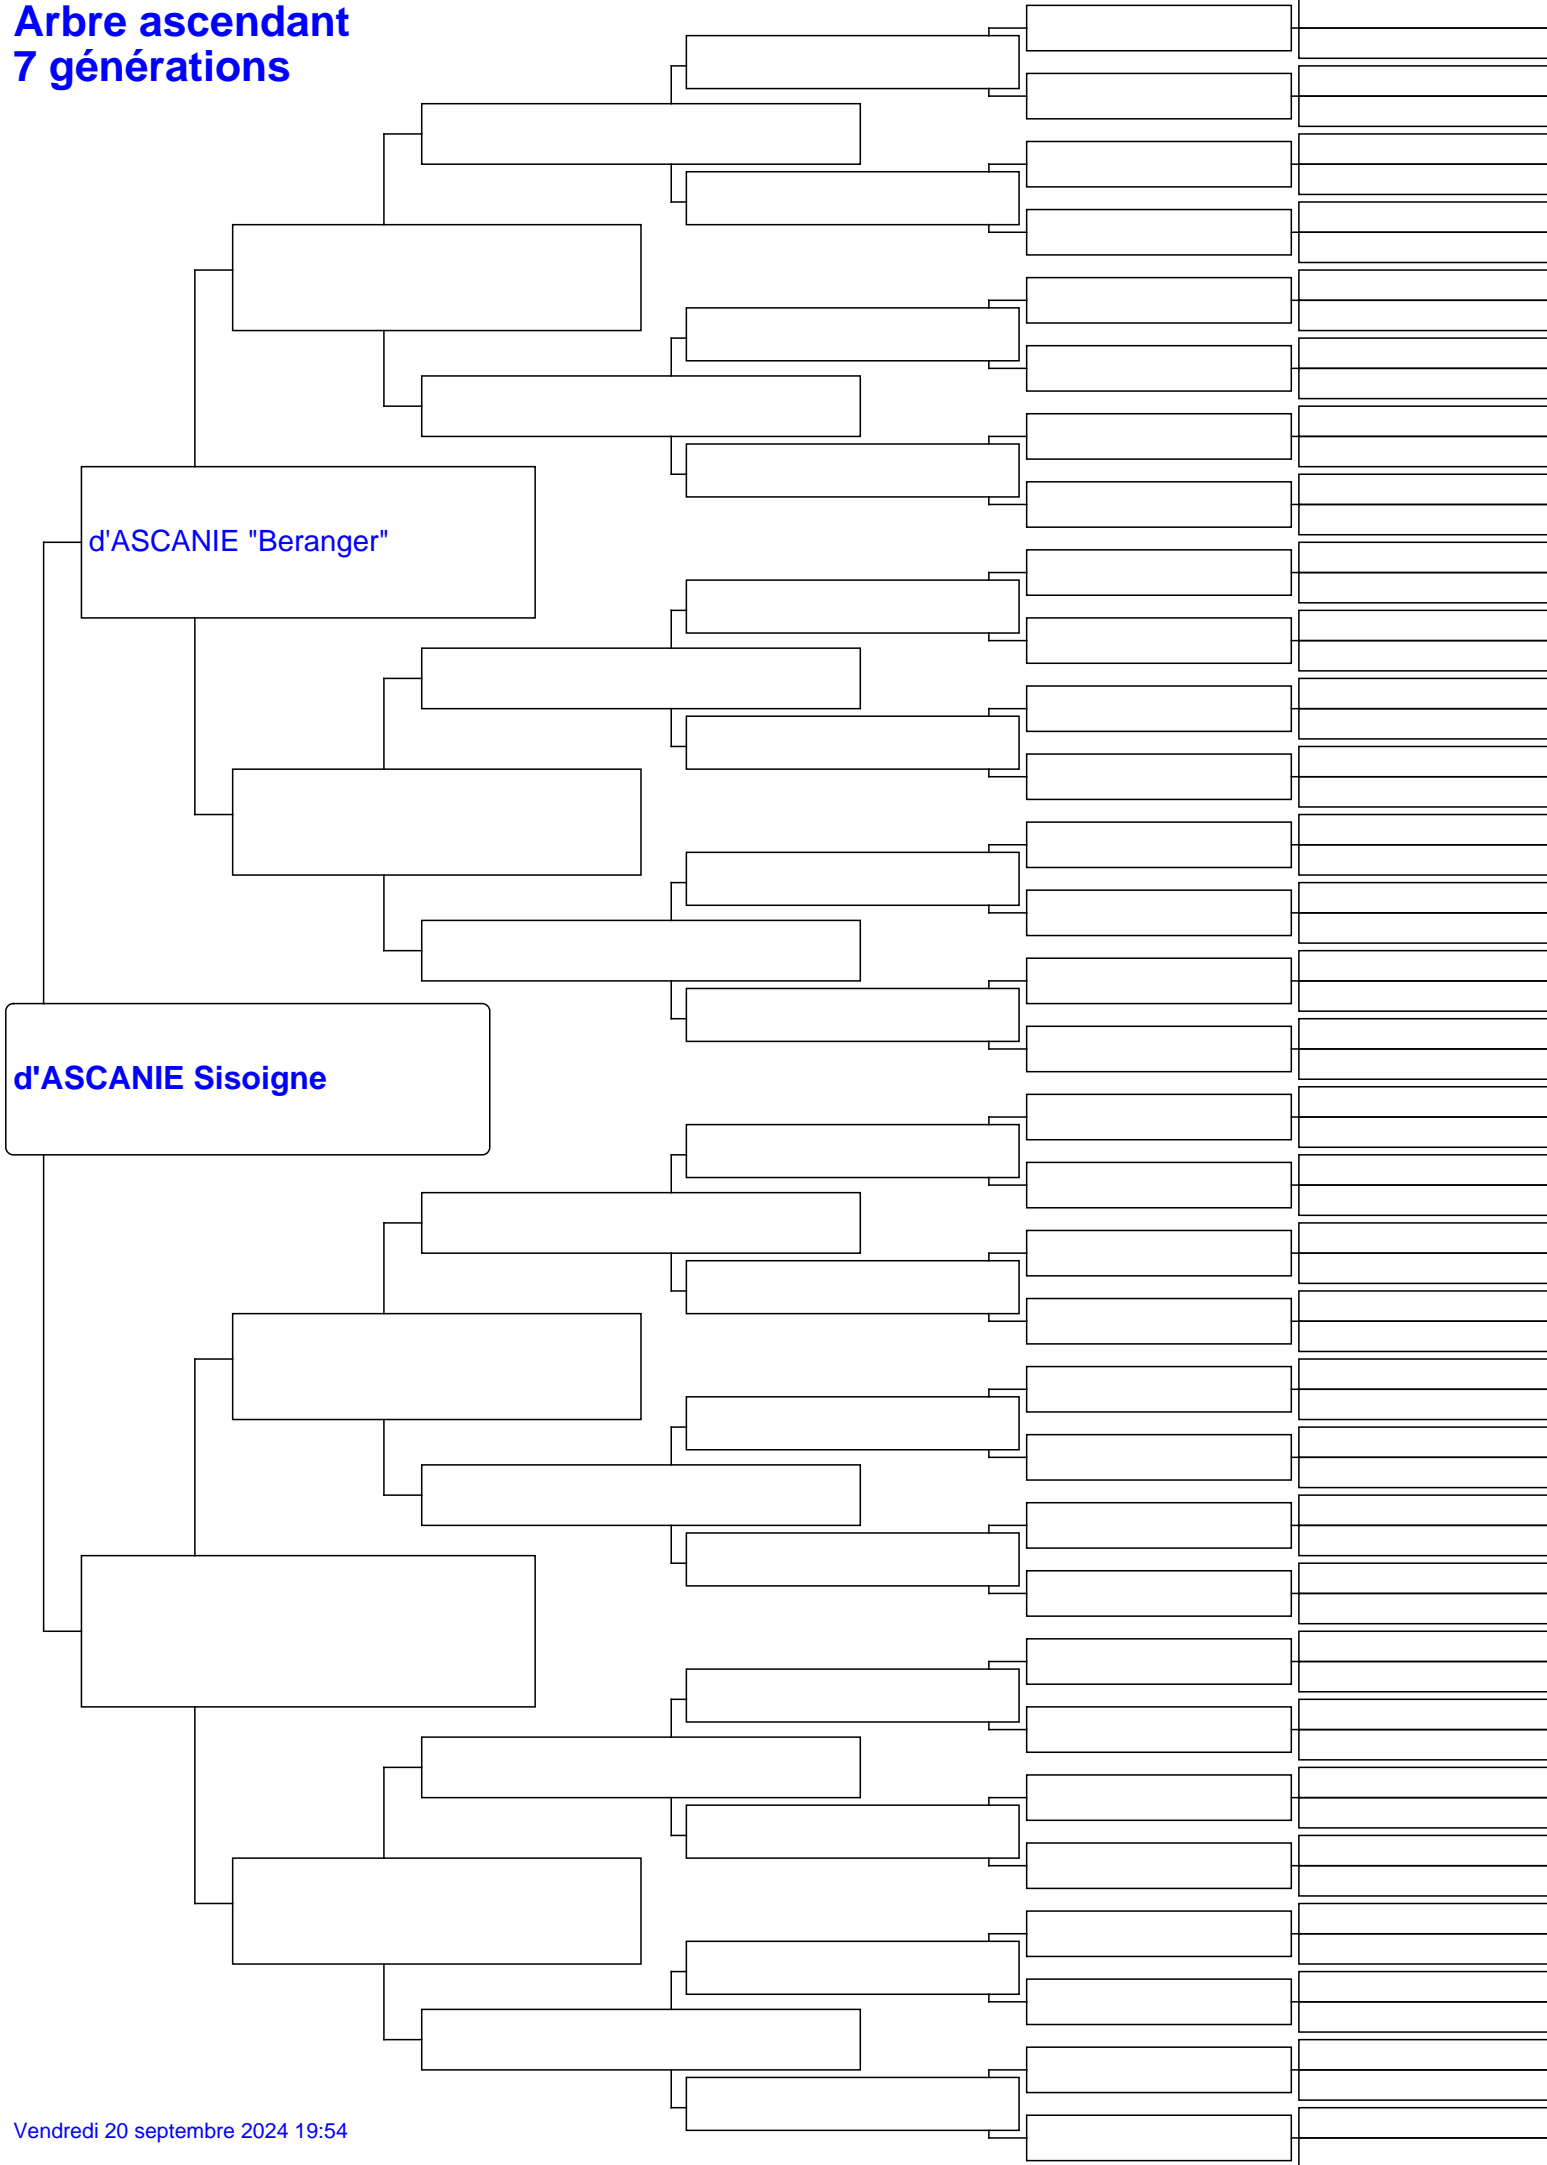 Arbre ascendant
7 générations
d'ASCANIE "Beranger"
d'ASCANIE Sisoigne
Vendredi 20 septembre 2024 19:54